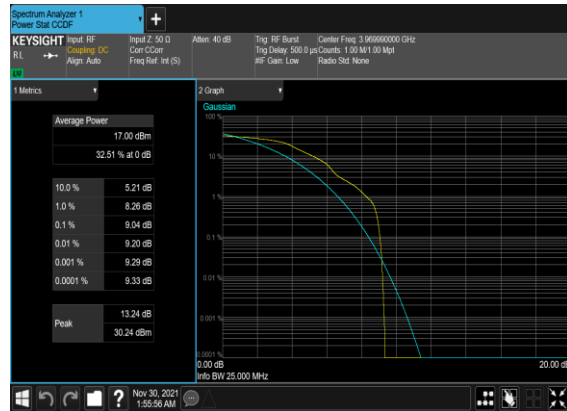 Spectrum Analyzer 1
Power Stat CCDF
KEYSIGHT
Input: RF
Input Z: 50 Ω
Atten: 40 dB
Trig: RF Burst
Center Freq: 3.969990000 GHz
RL
Coupling: DC
Corr CCorr
Trig Delay: 500.0 µs
Counts: 1.00 M/1.00 Mpt
Align: Auto
Freq Ref: Int (S)
#IF Gain: Low
Radio Std: None
1 Metrics
2 Graph
Gaussian
Average Power
17.00 dBm
32.51 % at 0 dB
10.0 % 5.21 dB
1.0 % 8.26 dB
0.1 % 9.04 dB
0.01 % 9.20 dB
0.001 % 9.29 dB
0.0001 % 9.33 dB
Peak
13.24 dB
30.24 dBm
100 %
10 %
1 %
0.1 %
0.01 %
0.001 %
0.0001 %
0.00 dB
20.00 dB
Info BW 25.000 MHz
?
Nov 30, 2021
1:55:56 AM